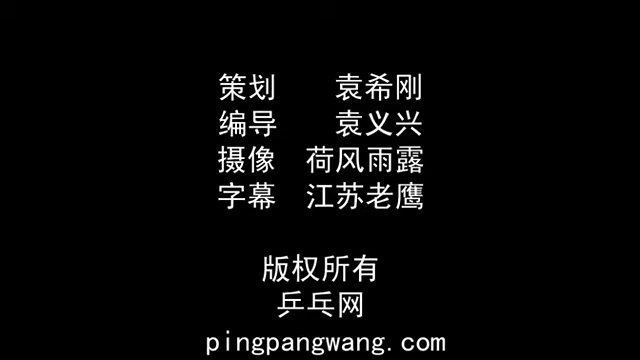 策划 袁希刚
编导 袁义兴
摄像 荷风雨露
字幕 江苏老鹰
版权所有
乒乓网
pingpangwang.com